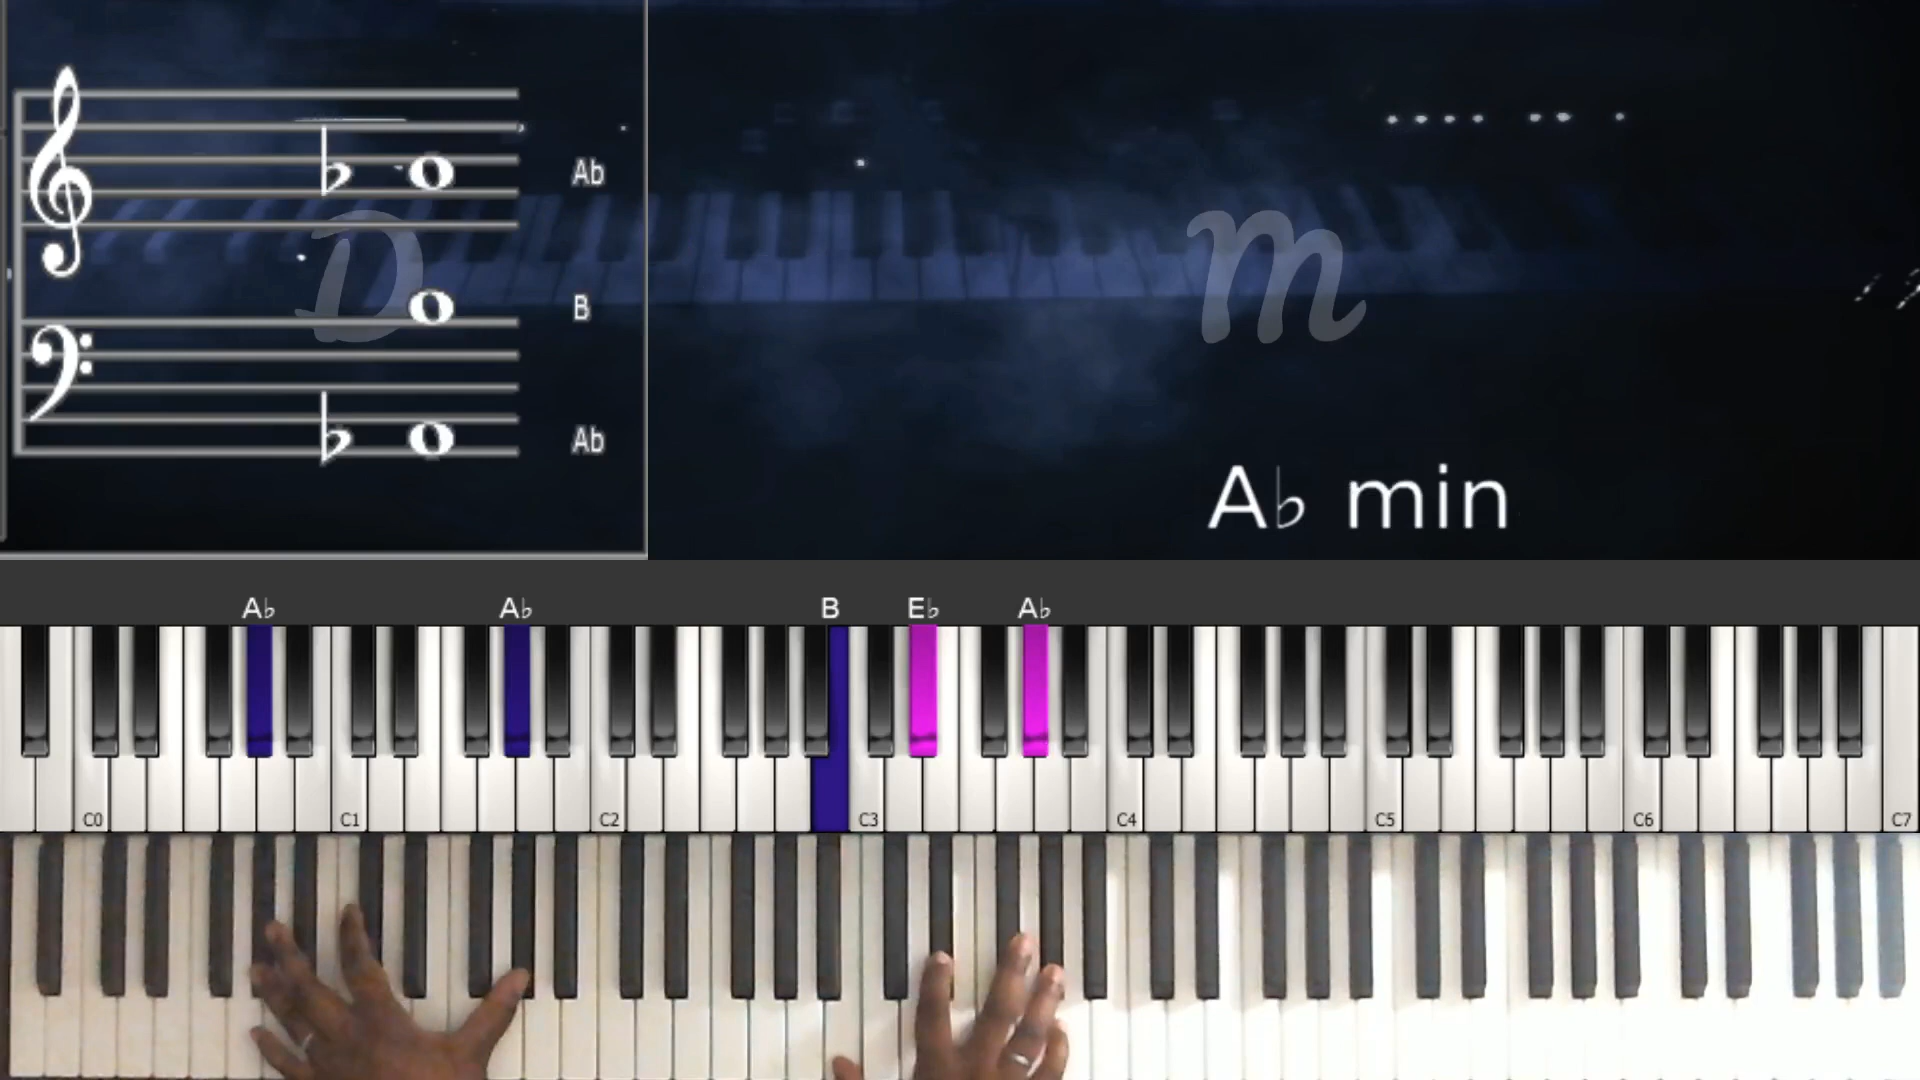 Ab
B
Ab
D m
A♭ min
A♭ A♭ B E♭ A♭
C0 C1 C2 C3 C4 C5 C6 C7